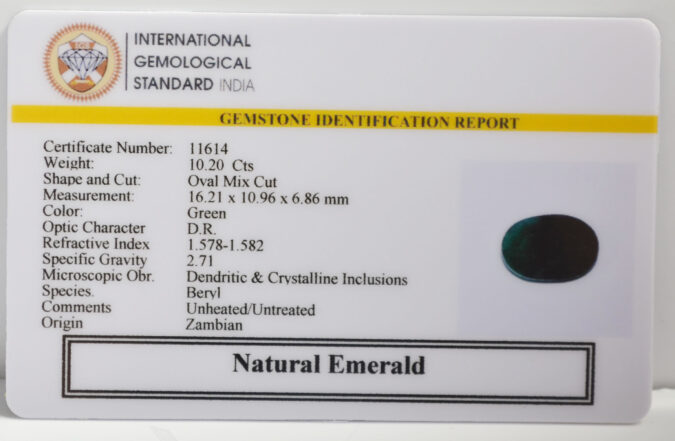 INTERNATIONAL
GEMOLOGICAL
STANDARD INDIA
GEMSTONE IDENTIFICATION REPORT
Certificate Number: 11614
Weight: 10.20 Cts
Shape and Cut: Oval Mix Cut
Measurement: 16.21 x 10.96 x 6.86 mm
Color: Green
Optic Character D.R.
Refractive Index 1.578-1.582
Specific Gravity 2.71
Microscopic Obr. Dendritic & Crystalline Inclusions
Species. Beryl
Comments Unheated/Untreated
Origin Zambian
Natural Emerald